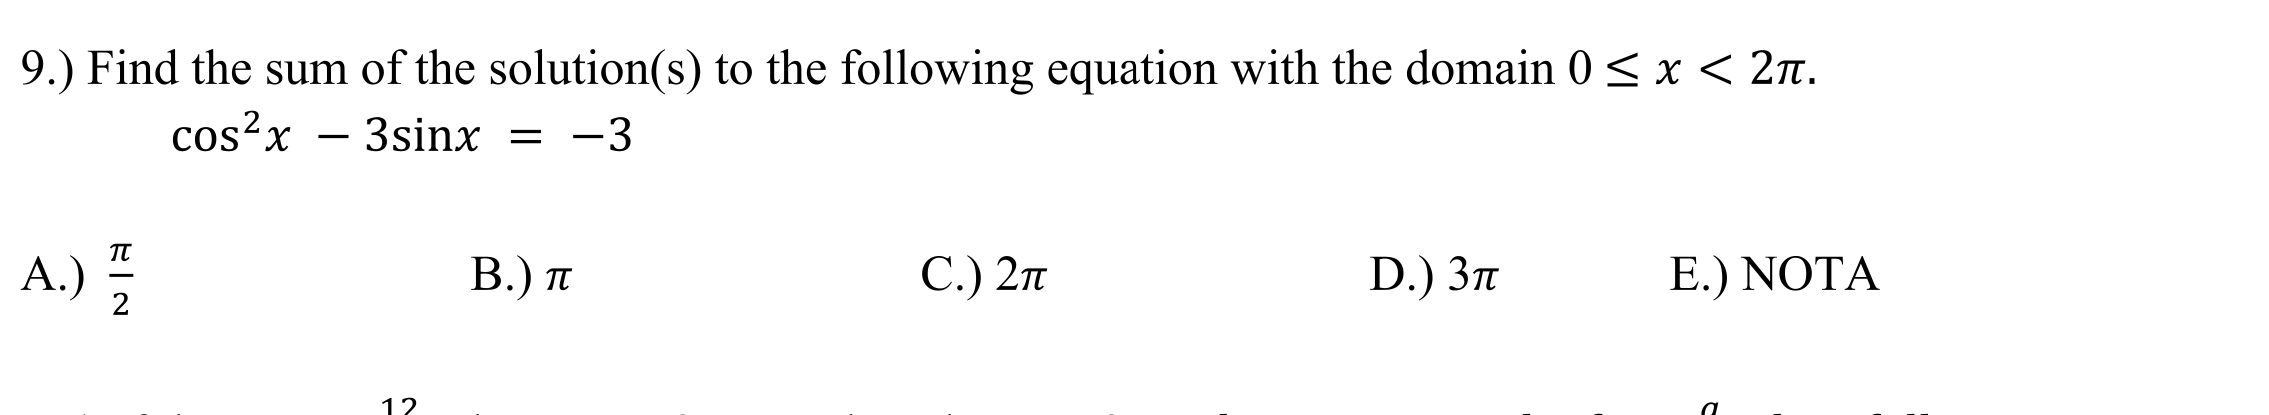 9.) Find the sum of the solution(s) to the following equation with the domain 0 ≤ x < 2π.
cos²x − 3sinx = −3
A.) π/2 B.) π C.) 2π D.) 3π E.) NOTA
12